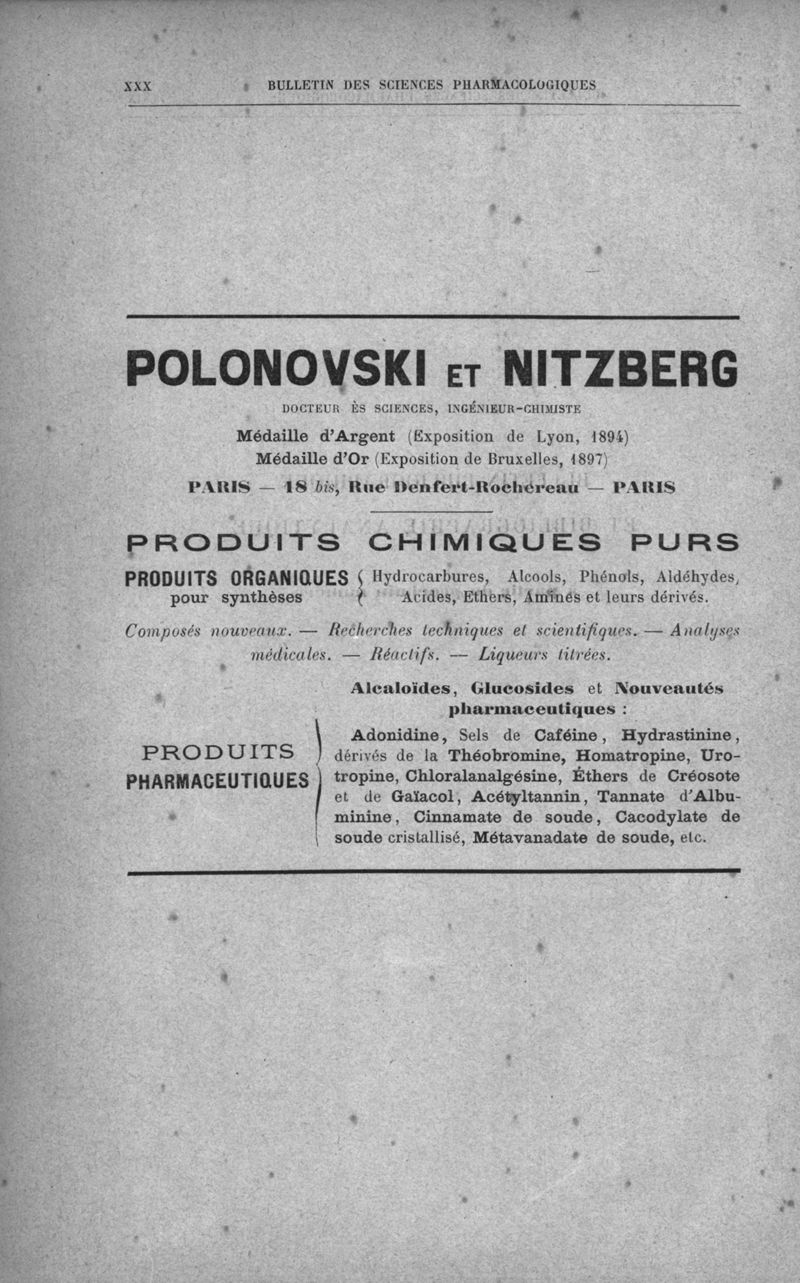 XXX BULLETIN DES SCIENCES PHARMACOLOGIQUES
POLONOVSKI ET NITZBERG
DOCTEUR ÈS SCIENCES, INGÉNIEUR-CHIMISTE
Médaille d'Argent (Exposition de Lyon, 1894)
Médaille d'Or (Exposition de Bruxelles, 1897)
PARIS — 18 bis, Rue Denfert-Rochereau — PARIS
PRODUITS CHIMIQUES PURS
PRODUITS ORGANIQUES
pour synthèses
Hydrocarbures, Alcools, Phénols, Aldéhydes,
Acides, Ethers, Amines et leurs dérivés.
Composés nouveaux. — Recherches techniques et scientifiques. — Analyses
médicales. — Réactifs. — Liqueurs titrées.
PRODUITS
PHARMACEUTIQUES
Alcaloïdes, Glucosides et Nouveautés
pharmaceutiques :
Adonidine, Sels de Caféine, Hydrastinine,
dérivés de la Théobromine, Homatropine, Uro-
tropine, Chloralanalgésine, Éthers de Créosote
et de Gaïacol, Acétyltannin, Tannate d'Albu-
minine, Cinnamate de soude, Cacodylate de
soude cristallisé, Métavanadate de soude, etc.